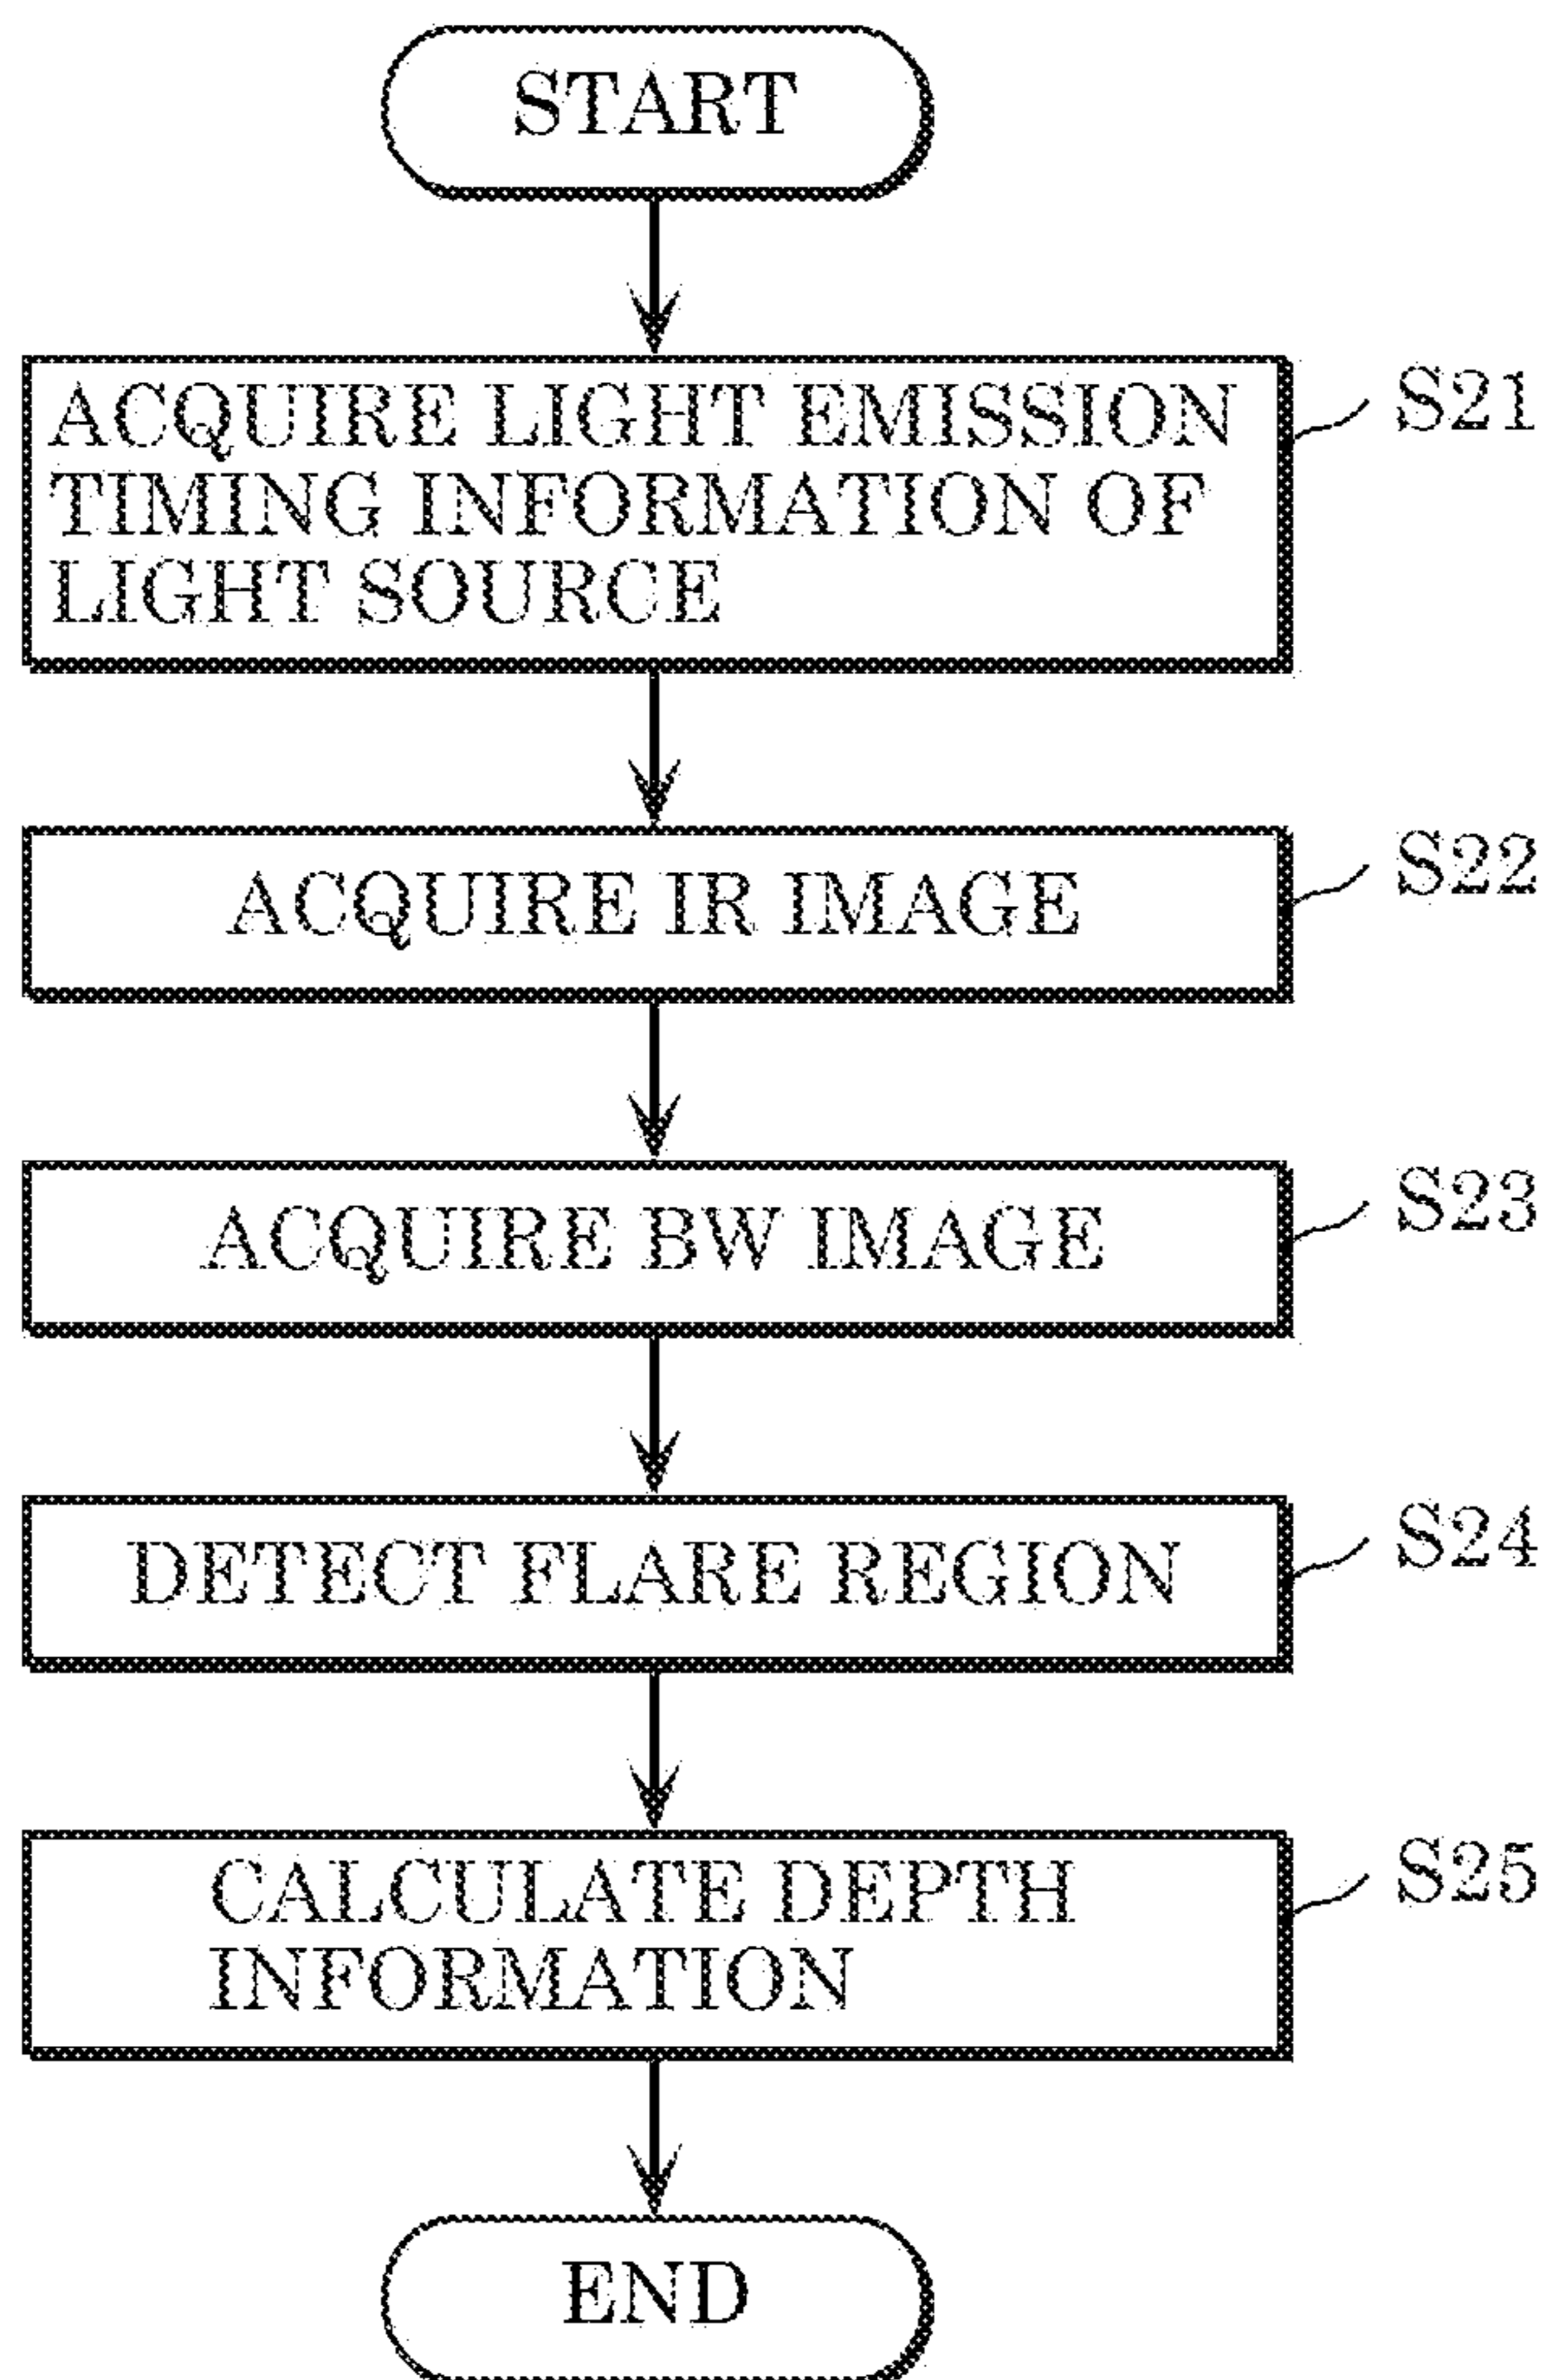 START
ACQUIRE LIGHT EMISSION
TIMING INFORMATION OF
LIGHT SOURCE
S21
ACQUIRE IR IMAGE
S22
ACQUIRE BW IMAGE
S23
DETECT FLARE REGION
S24
CALCULATE DEPTH
INFORMATION
S25
END